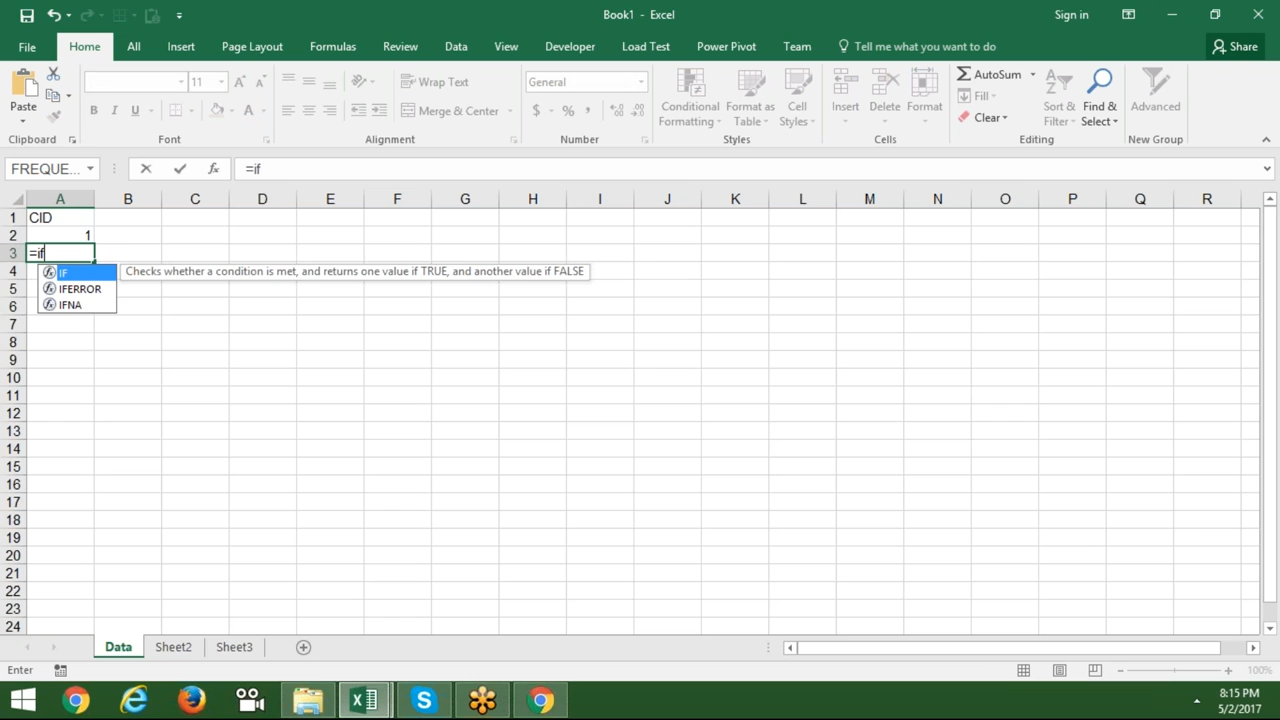 Book1 - Excel
Sign in
File Home All Insert Page Layout Formulas Review Data View Developer Load Test Power Pivot Team Tell me what you want to do Share
Paste
11
B I U
A A
A
Wrap Text
Merge & Center
General
$ % ,
Conditional Formatting
Format as Table
Cell Styles
Insert
Delete
Format
AutoSum
Fill
Clear
Sort & Filter
Find & Select
Advanced
Clipboard Font Alignment Number Styles Cells Editing New Group
FREQUE... fx =if
A B C D E F G H I J K L M N O P Q R
1 CID
2 1
3 =if
4 IF Checks whether a condition is met, and returns one value if TRUE, and another value if FALSE
5 IFERROR
6 IFNA
7
8
9
10
11
12
13
14
15
16
17
18
19
20
21
22
23
24
Data Sheet2 Sheet3
Enter 100%
8:15 PM
5/2/2017